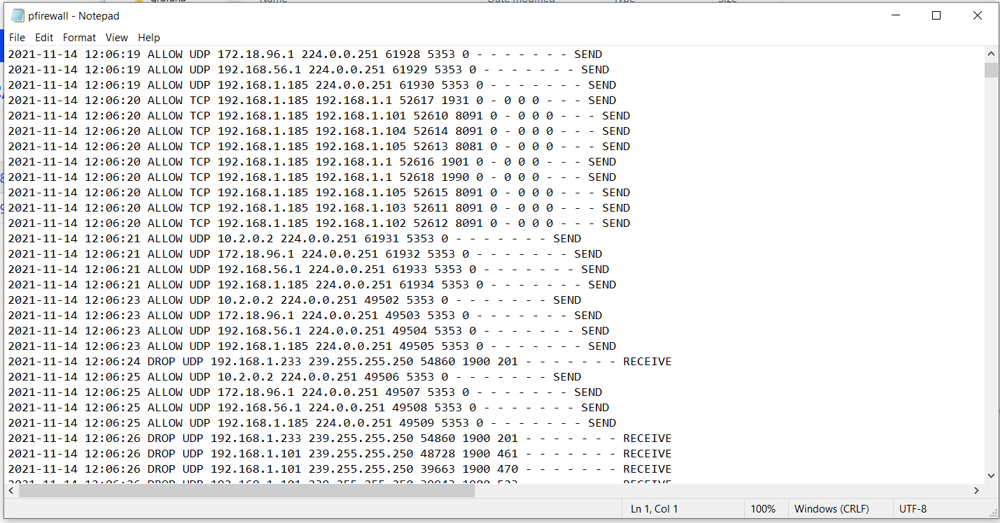 grafana Name Date modified Type Size
pfirewall - Notepad
File Edit Format View Help
2021-11-14 12:06:19 ALLOW UDP 172.18.96.1 224.0.0.251 61928 5353 0 - - - - - - - SEND
2021-11-14 12:06:19 ALLOW UDP 192.168.56.1 224.0.0.251 61929 5353 0 - - - - - - - SEND
2021-11-14 12:06:19 ALLOW UDP 192.168.1.185 224.0.0.251 61930 5353 0 - - - - - - - SEND
2021-11-14 12:06:20 ALLOW TCP 192.168.1.185 192.168.1.1 52617 1931 0 - 0 0 0 - - - SEND
2021-11-14 12:06:20 ALLOW TCP 192.168.1.185 192.168.1.101 52610 8091 0 - 0 0 0 - - - SEND
2021-11-14 12:06:20 ALLOW TCP 192.168.1.185 192.168.1.104 52614 8091 0 - 0 0 0 - - - SEND
2021-11-14 12:06:20 ALLOW TCP 192.168.1.185 192.168.1.105 52613 8081 0 - 0 0 0 - - - SEND
2021-11-14 12:06:20 ALLOW TCP 192.168.1.185 192.168.1.1 52616 1901 0 - 0 0 0 - - - SEND
2021-11-14 12:06:20 ALLOW TCP 192.168.1.185 192.168.1.1 52618 1990 0 - 0 0 0 - - - SEND
2021-11-14 12:06:20 ALLOW TCP 192.168.1.185 192.168.1.105 52615 8091 0 - 0 0 0 - - - SEND
2021-11-14 12:06:20 ALLOW TCP 192.168.1.185 192.168.1.103 52611 8091 0 - 0 0 0 - - - SEND
2021-11-14 12:06:20 ALLOW TCP 192.168.1.185 192.168.1.102 52612 8091 0 - 0 0 0 - - - SEND
2021-11-14 12:06:21 ALLOW UDP 10.2.0.2 224.0.0.251 61931 5353 0 - - - - - - - SEND
2021-11-14 12:06:21 ALLOW UDP 172.18.96.1 224.0.0.251 61932 5353 0 - - - - - - - SEND
2021-11-14 12:06:21 ALLOW UDP 192.168.56.1 224.0.0.251 61933 5353 0 - - - - - - - SEND
2021-11-14 12:06:21 ALLOW UDP 192.168.1.185 224.0.0.251 61934 5353 0 - - - - - - - SEND
2021-11-14 12:06:23 ALLOW UDP 10.2.0.2 224.0.0.251 49502 5353 0 - - - - - - - SEND
2021-11-14 12:06:23 ALLOW UDP 172.18.96.1 224.0.0.251 49503 5353 0 - - - - - - - SEND
2021-11-14 12:06:23 ALLOW UDP 192.168.56.1 224.0.0.251 49504 5353 0 - - - - - - - SEND
2021-11-14 12:06:23 ALLOW UDP 192.168.1.185 224.0.0.251 49505 5353 0 - - - - - - - SEND
2021-11-14 12:06:24 DROP UDP 192.168.1.233 239.255.255.250 54860 1900 201 - - - - - - - RECEIVE
2021-11-14 12:06:25 ALLOW UDP 10.2.0.2 224.0.0.251 49506 5353 0 - - - - - - - SEND
2021-11-14 12:06:25 ALLOW UDP 172.18.96.1 224.0.0.251 49507 5353 0 - - - - - - - SEND
2021-11-14 12:06:25 ALLOW UDP 192.168.56.1 224.0.0.251 49508 5353 0 - - - - - - - SEND
2021-11-14 12:06:25 ALLOW UDP 192.168.1.185 224.0.0.251 49509 5353 0 - - - - - - - SEND
2021-11-14 12:06:26 DROP UDP 192.168.1.233 239.255.255.250 54860 1900 201 - - - - - - - RECEIVE
2021-11-14 12:06:26 DROP UDP 192.168.1.101 239.255.255.250 48728 1900 461 - - - - - - - RECEIVE
2021-11-14 12:06:26 DROP UDP 192.168.1.101 239.255.255.250 39663 1900 470 - - - - - - - RECEIVE
2021-11-14 12:06:26 DROP UDP 192.168.1.101 239.255.255.250 1900 - - - - - - - RECEIVE
Ln 1, Col 1 100% Windows (CRLF) UTF-8